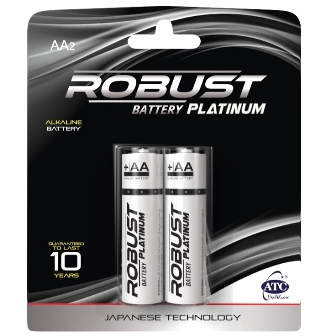 AA2
ROBUST
BATTERY PLATINUM
ALKALINE
BATTERY
GUARANTEED
TO LAST
10
YEARS
+ AA
ROBUST
BATTERY PLATINUM
+ AA
ROBUST
BATTERY PLATINUM
ATC
JAPANESE TECHNOLOGY